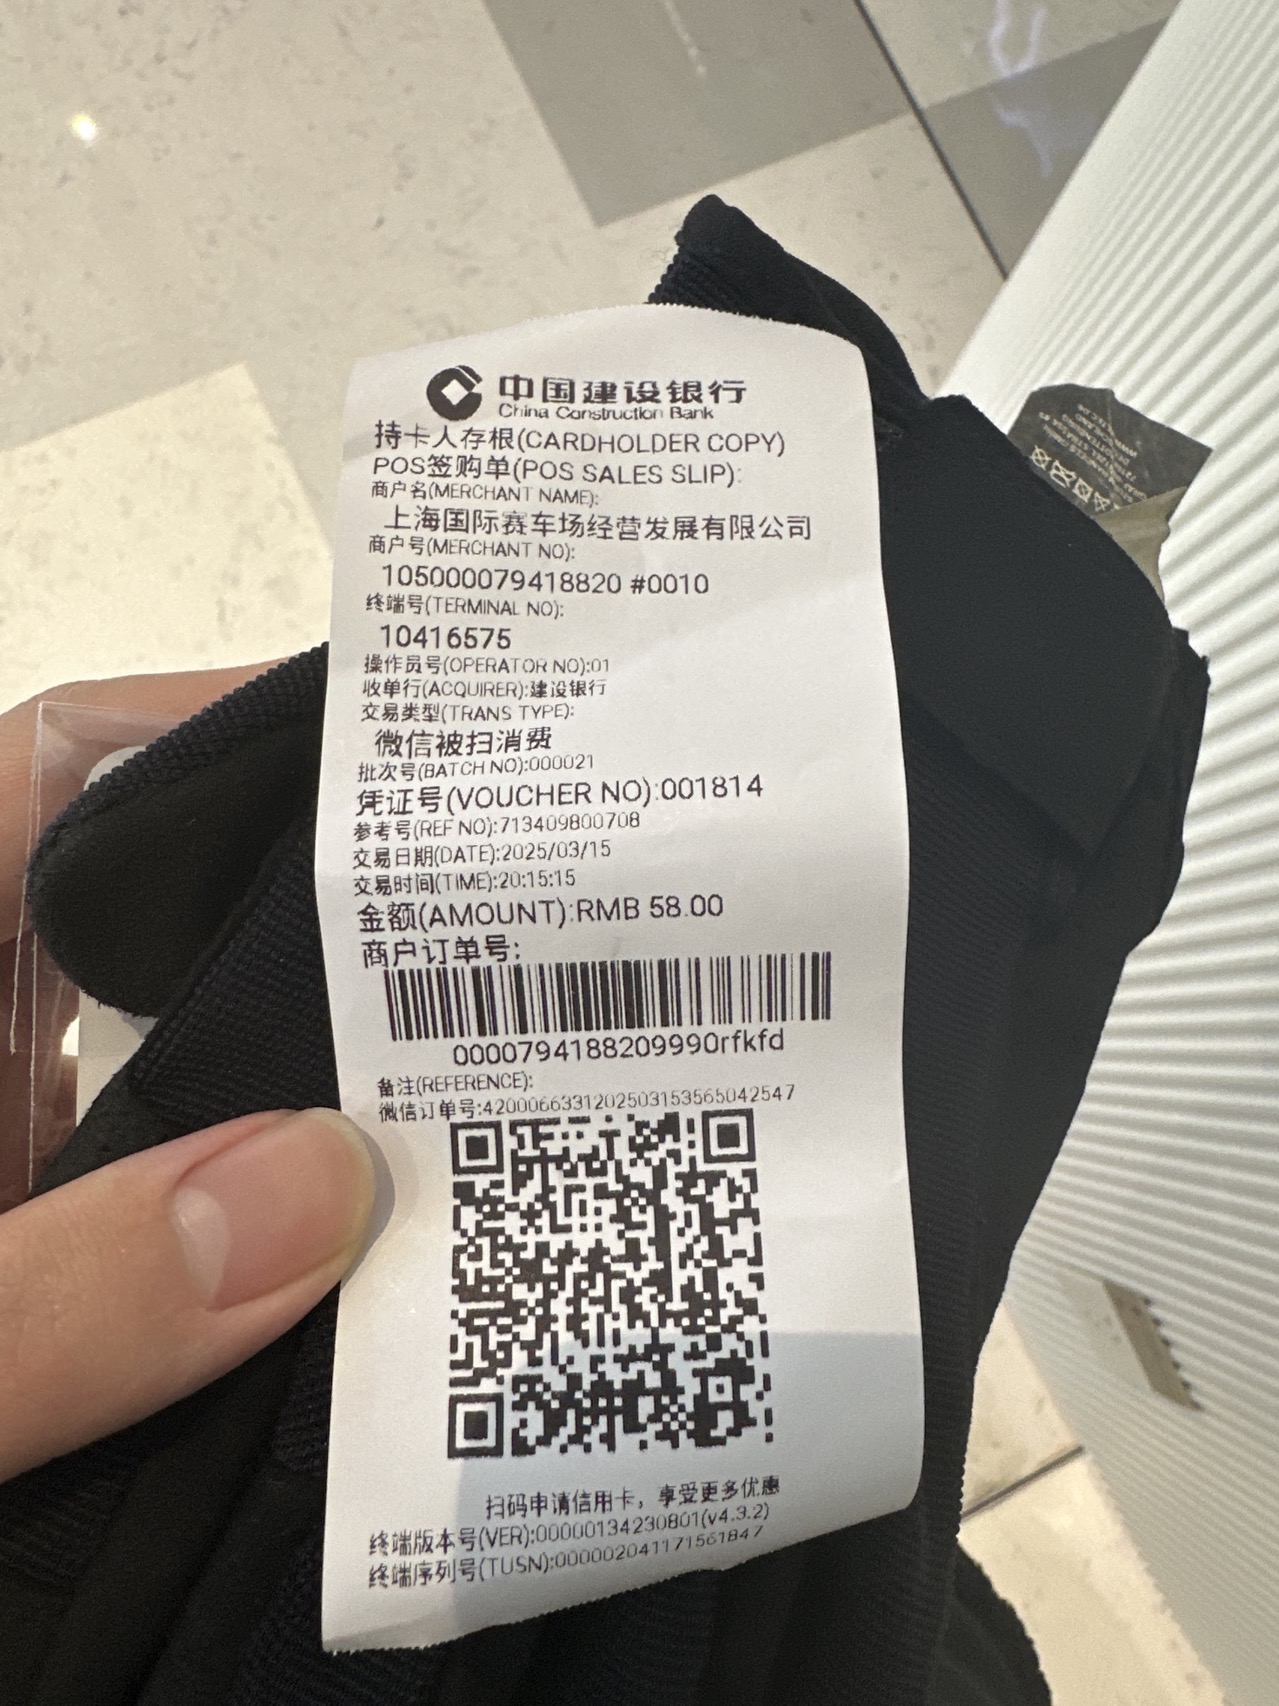 中国建设银行
China Construction Bank
持卡人存根(CARDHOLDER COPY)
POS签购单(POS SALES SLIP):
商户名(MERCHANT NAME):
上海国际赛车场经营发展有限公司
商户号(MERCHANT NO):
105000079418820 #0010
终端号(TERMINAL NO):
10416575
操作员号(OPERATOR NO):01
收单行(ACQUIRER):建设银行
交易类型(TRANS TYPE):
微信被扫消费
批次号(BATCH NO):000021
凭证号(VOUCHER NO):001814
参考号(REF NO):713409800708
交易日期(DATE):2025/03/15
交易时间(TIME):20:15:15
金额(AMOUNT):RMB 58.00
商户订单号:
0000794188209990rfkfd
备注(REFERENCE):
微信订单号:4200066331202503153565042547
扫码申请信用卡，享受更多优惠
终端版本号(VER):00000134230801(v4.3.2)
终端序列号(TUSN):00000204117156184​7